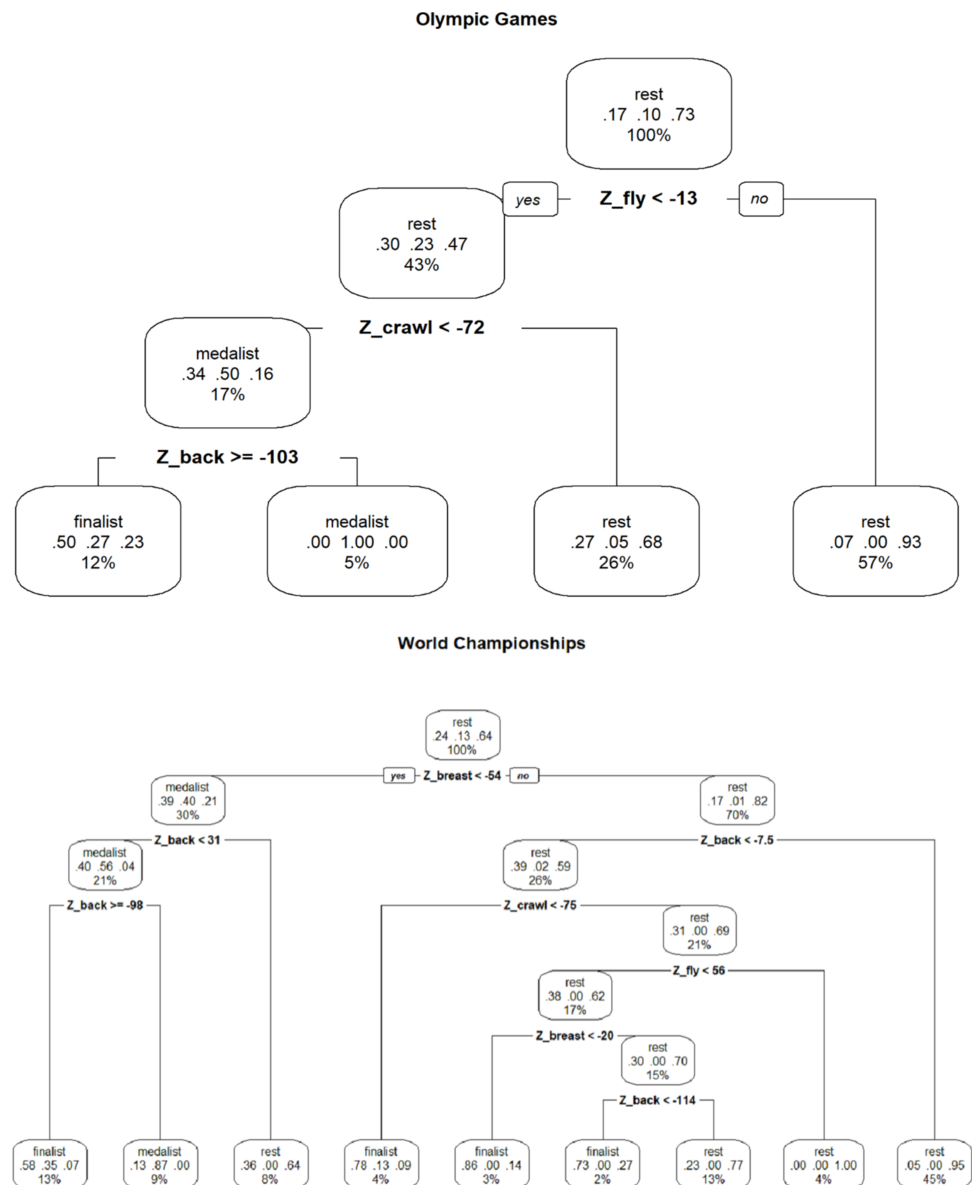 Olympic Games
rest
.17 .10 .73
100%
yes
Z_fly < -13
no
rest
.30 .23 .47
43%
Z_crawl < -72
medalist
.34 .50 .16
17%
Z_back >= -103
finalist
.50 .27 .23
12%
medalist
.00 1.00 .00
5%
rest
.27 .05 .68
26%
rest
.07 .00 .93
57%
World Championships
rest
.24 .13 .64
100%
yes
Z_breast < -54
no
medalist
.39 .40 .21
30%
rest
.17 .01 .82
70%
Z_back < 31
Z_back < -7.5
medalist
.40 .56 .04
21%
rest
.39 .02 .59
26%
Z_back >= -98
Z_crawl < -75
rest
.31 .00 .69
21%
Z_fly < 56
rest
.38 .00 .62
17%
Z_breast < -20
rest
.30 .00 .70
15%
Z_back < -114
finalist
.58 .35 .07
13%
medalist
.13 .87 .00
9%
rest
.36 .00 .64
8%
finalist
.78 .13 .09
4%
finalist
.86 .00 .14
3%
finalist
.73 .00 .27
2%
rest
.23 .00 .77
13%
rest
.00 .00 1.00
4%
rest
.05 .00 .95
45%